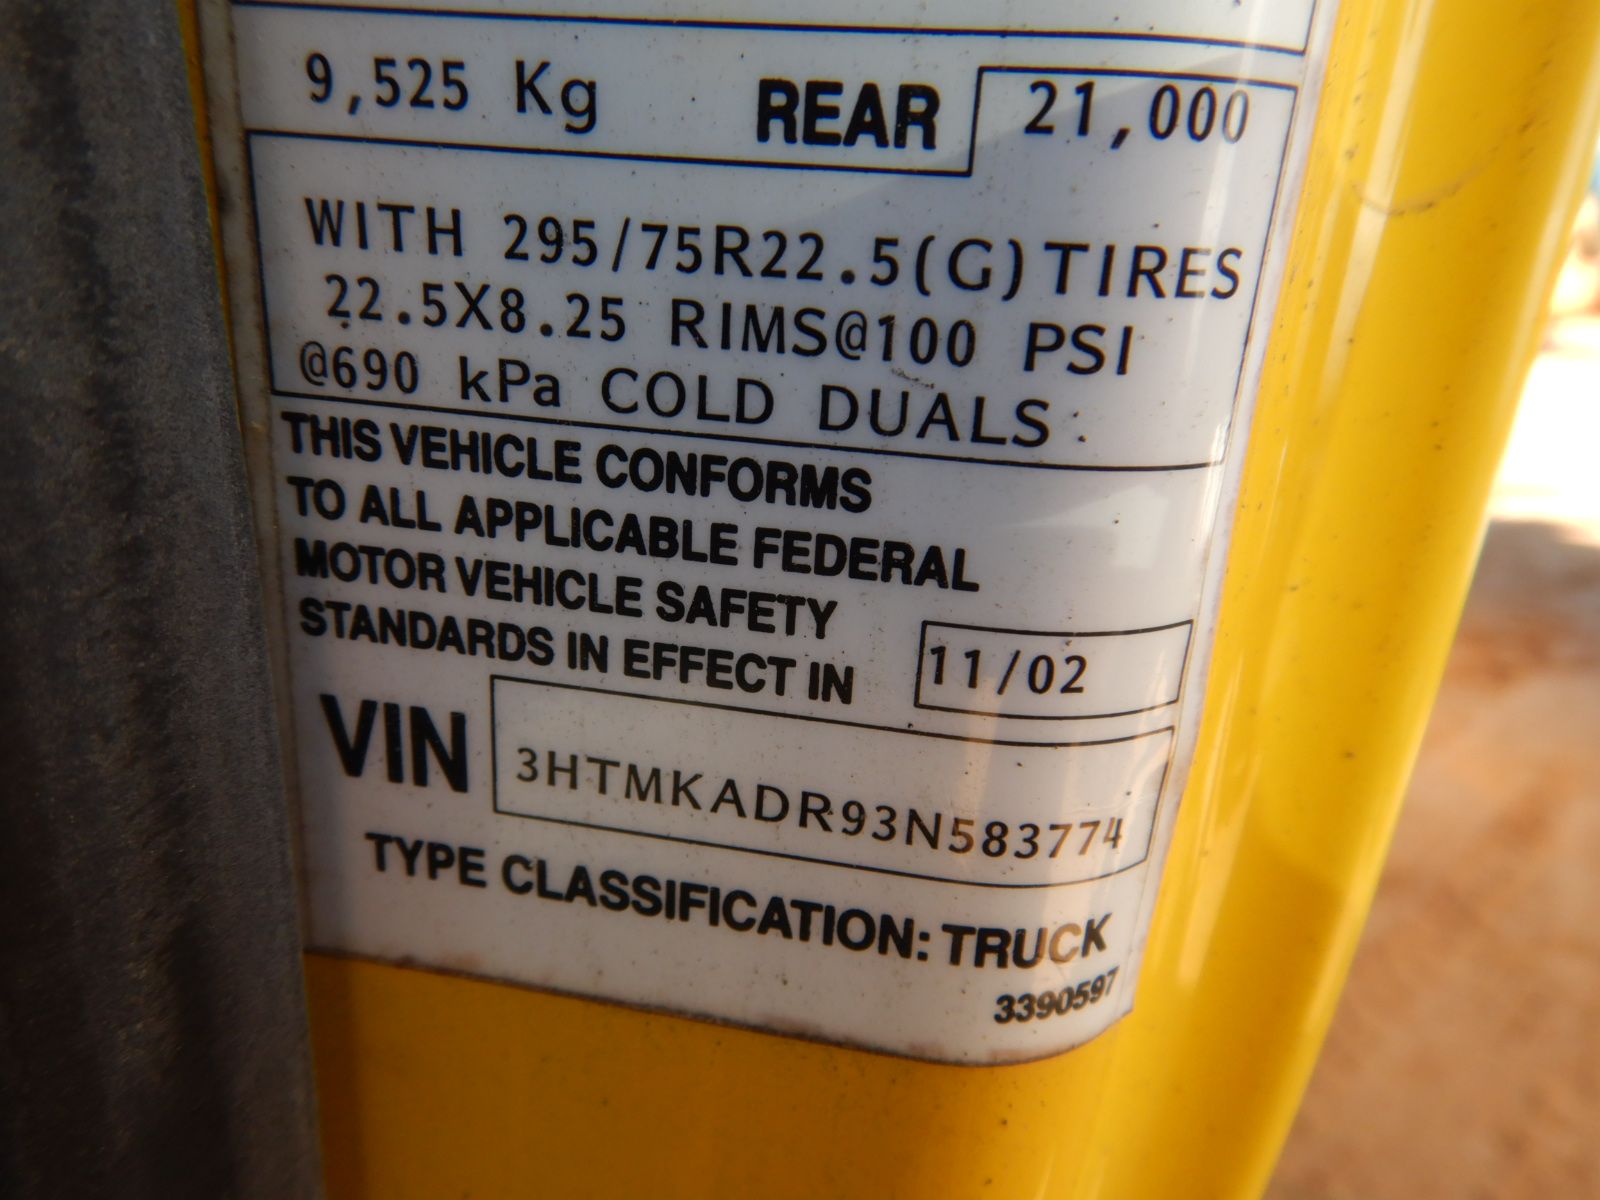 9,525 Kg REAR 21,000
WITH 295/75R22.5(G)TIRES
22.5X8.25 RIMS@100 PSI
@690 kPa COLD DUALS
THIS VEHICLE CONFORMS
TO ALL APPLICABLE FEDERAL
MOTOR VEHICLE SAFETY
STANDARDS IN EFFECT IN 11/02
VIN 3HTMKADR93N583774
TYPE CLASSIFICATION: TRUCK
3390597